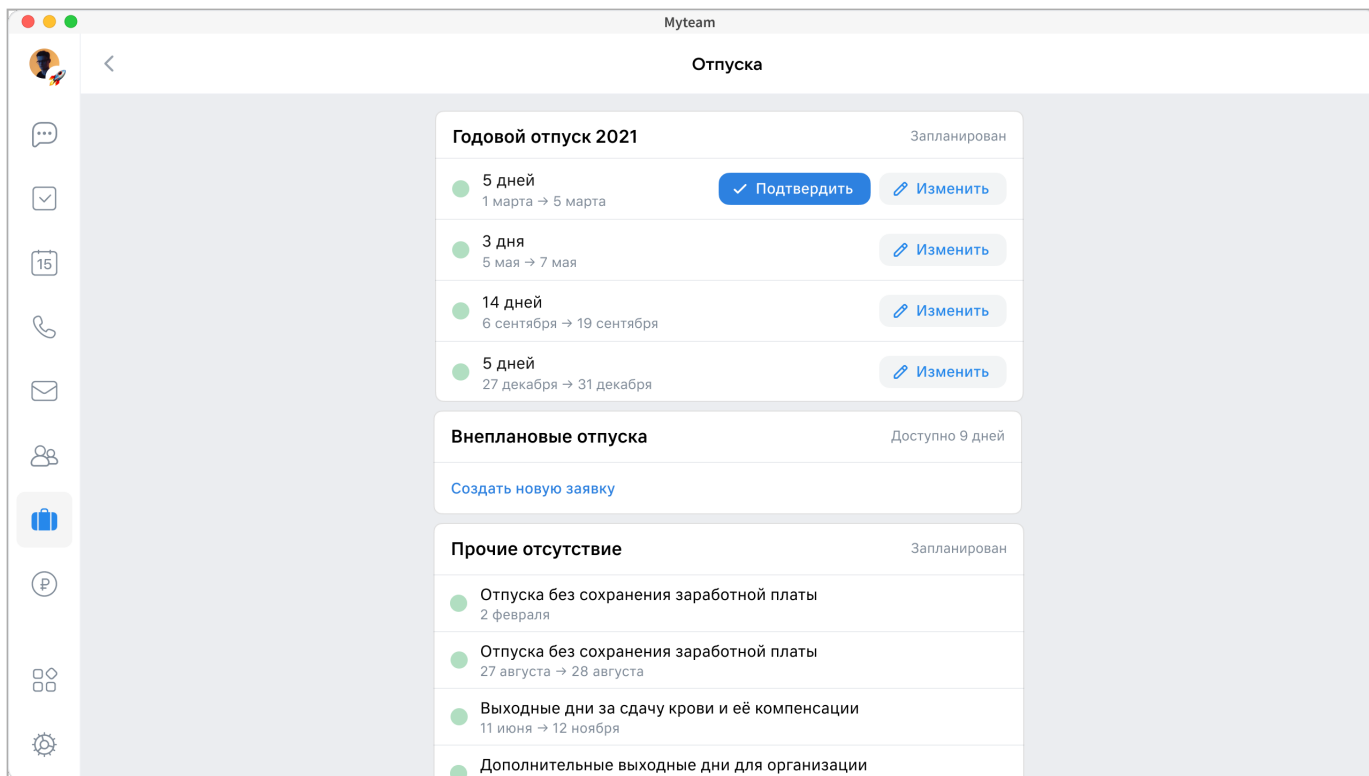 Myteam
Отпуска
Годовой отпуск 2021
Запланирован
5 дней
1 марта → 5 марта
Подтвердить
Изменить
3 дня
5 мая → 7 мая
Изменить
14 дней
6 сентября → 19 сентября
Изменить
5 дней
27 декабря → 31 декабря
Изменить
Внеплановые отпуска
Доступно 9 дней
Создать новую заявку
Прочие отсутствие
Запланирован
Отпуска без сохранения заработной платы
2 февраля
Отпуска без сохранения заработной платы
27 августа → 28 августа
Выходные дни за сдачу крови и её компенсации
11 июня → 12 ноября
Дополнительные выходные дни для организации
15
₽